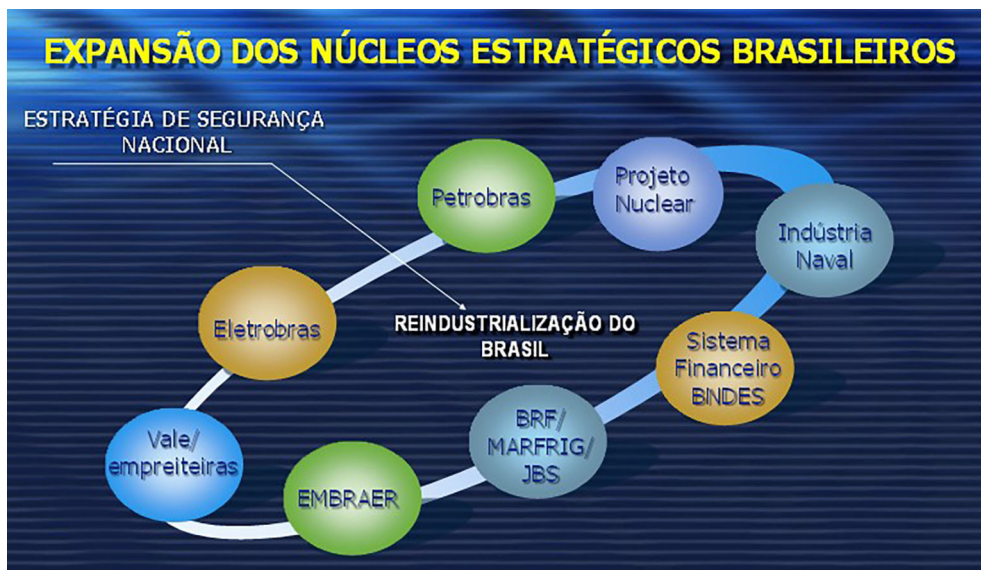 EXPANSÃO DOS NÚCLEOS ESTRATÉGICOS BRASILEIROS
ESTRATÉGIA DE SEGURANÇA
NACIONAL
Petrobras
Projeto
Nuclear
Indústria
Naval
Eletrobras
REINDUSTRIALIZAÇÃO DO
BRASIL
Sistema
Financeiro
BNDES
Vale/
empreiteiras
EMBRAER
BRF/
MARFRIG/
JBS